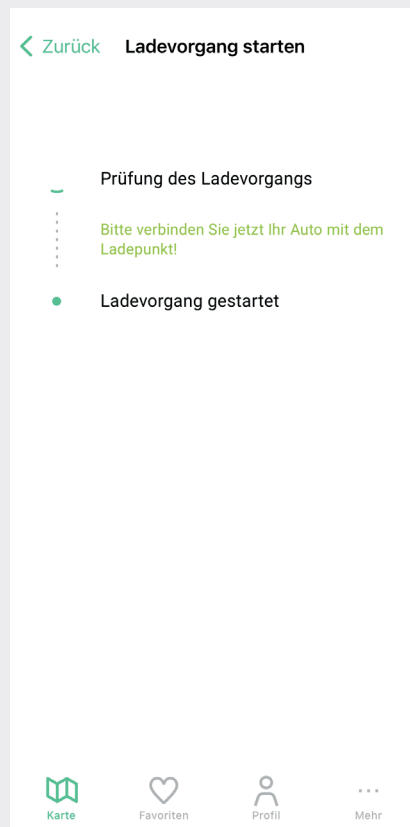 Zurück Ladevorgang starten
Prüfung des Ladevorgangs
Bitte verbinden Sie jetzt Ihr Auto mit dem
Ladepunkt!
Ladevorgang gestartet
Karte Favoriten Profil Mehr